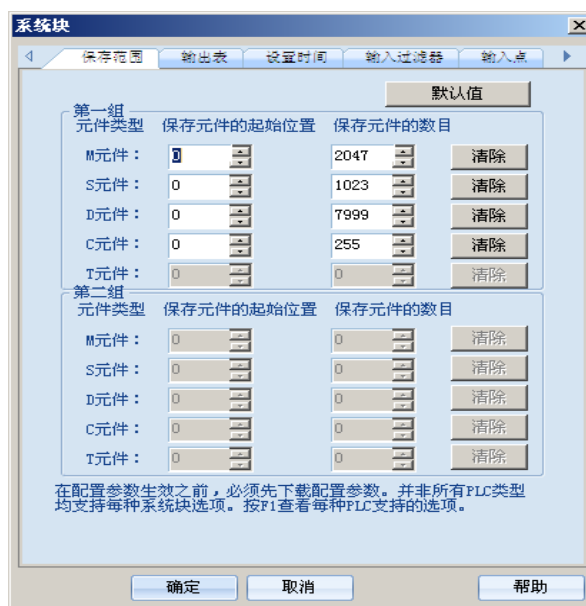 系统块
保存范围 输出表 设置时间 输入过滤器 输入点
默认值
第一组
元件类型 保存元件的起始位置 保存元件的数目
M元件： 0 2047 清除
S元件： 0 1023 清除
D元件： 0 7999 清除
C元件： 0 255 清除
T元件： 0 0 清除
第二组
元件类型 保存元件的起始位置 保存元件的数目
M元件： 0 0 清除
S元件： 0 0 清除
D元件： 0 0 清除
C元件： 0 0 清除
T元件： 0 0 清除
在配置参数生效之前，必须先下载配置参数。并非所有PLC类型
均支持每种系统块选项。按F1查看每种PLC支持的选项。
确定 取消 帮助